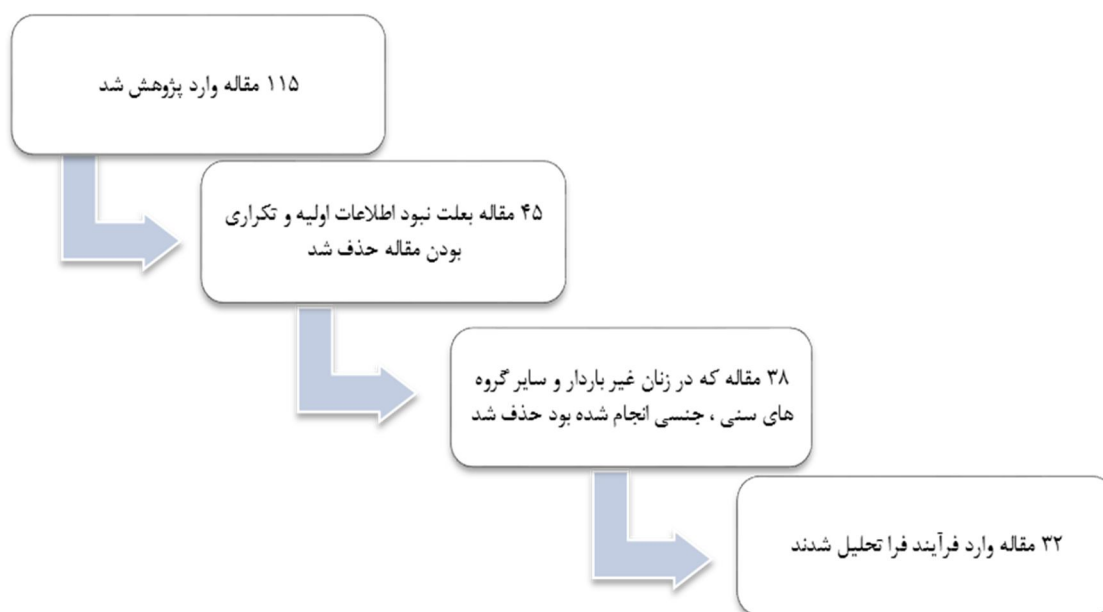 ۱۱۵ مقاله وارد پژوهش شد
۴۵ مقاله بعلت نبود اطلاعات اولیه و تکراری
بودن مقاله حذف شد
۳۸ مقاله که در زنان غیر باردار و سایر گروه
های سنی ، جنسی انجام شده بود حذف شد
۳۲ مقاله وارد فرآیند فرا تحلیل شدند